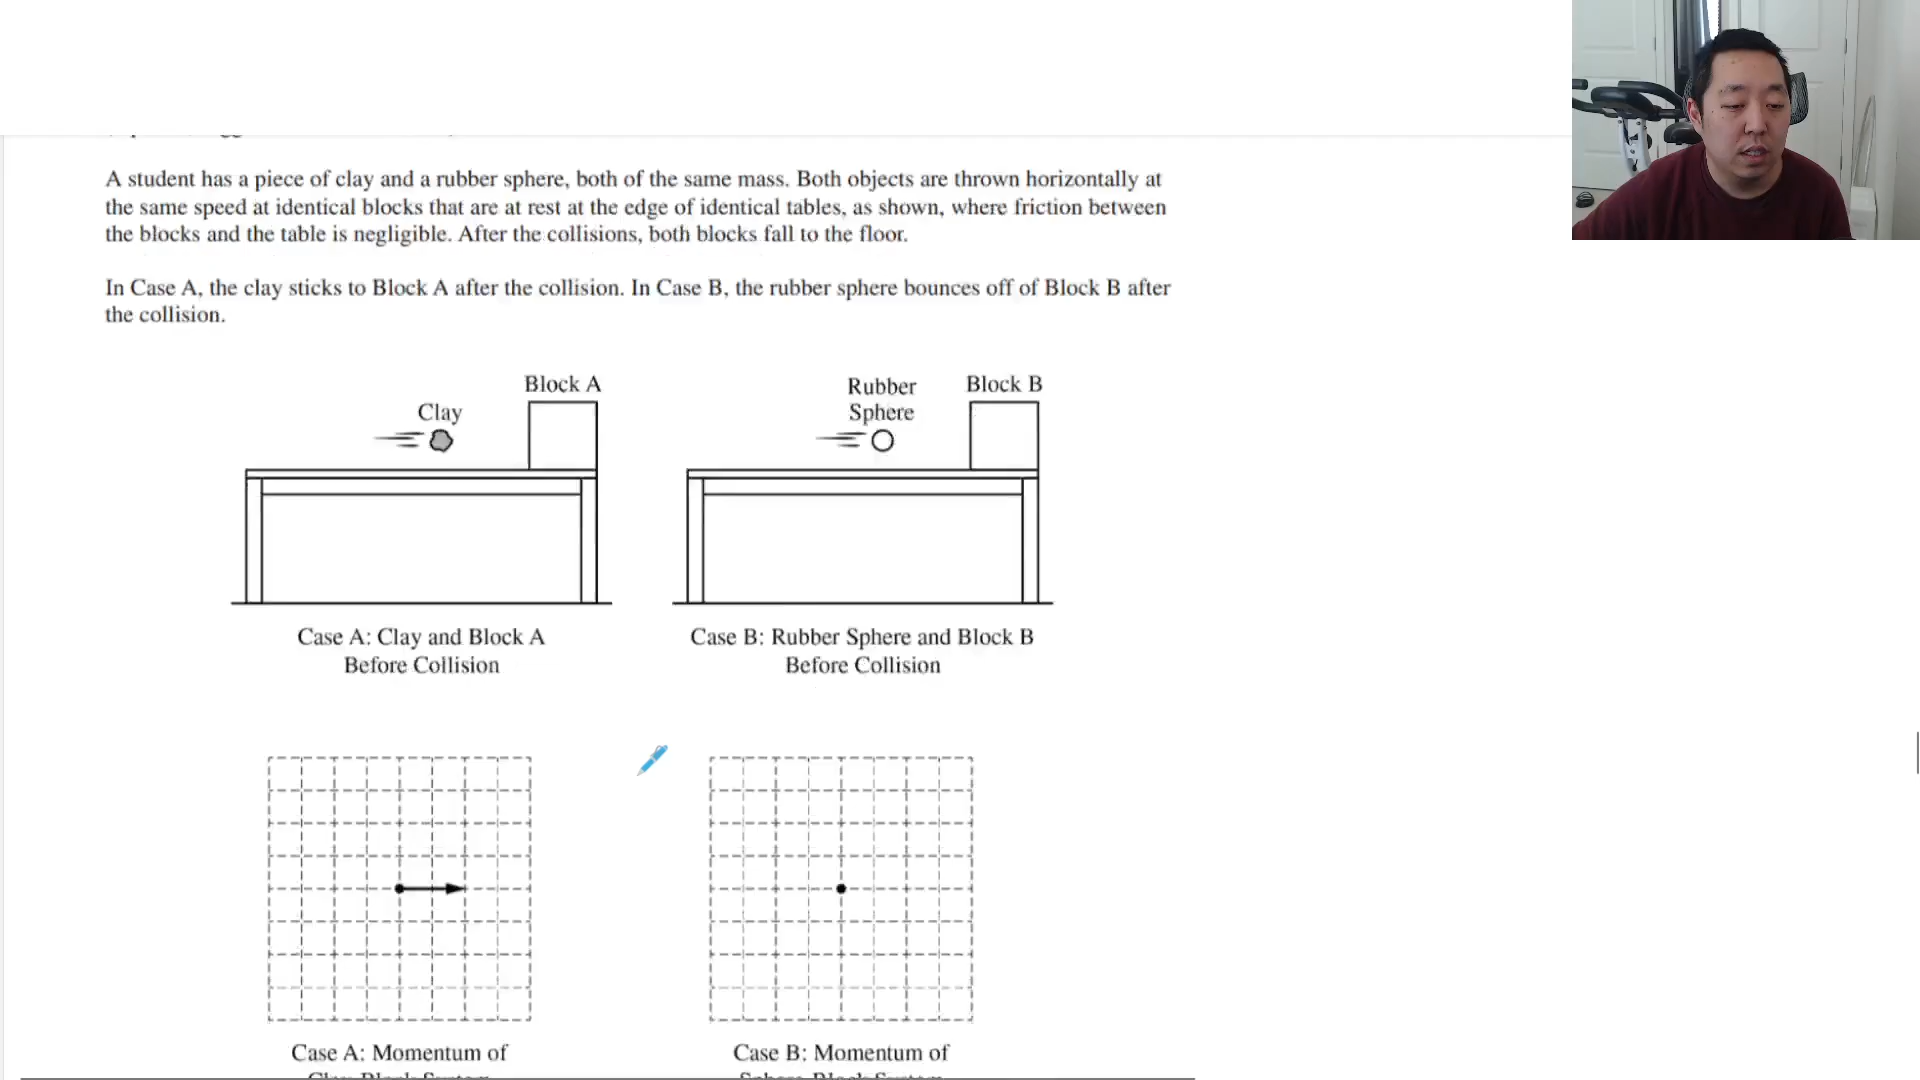 A student has a piece of clay and a rubber sphere, both of the same mass. Both objects are thrown horizontally at
the same speed at identical blocks that are at rest at the edge of identical tables, as shown, where friction between
the blocks and the table is negligible. After the collisions, both blocks fall to the floor.
In Case A, the clay sticks to Block A after the collision. In Case B, the rubber sphere bounces off of Block B after
the collision.
Block A
Clay
Rubber
Sphere
Block B
Case A: Clay and Block A
Before Collision
Case B: Rubber Sphere and Block B
Before Collision
Case A: Momentum of
Case B: Momentum of